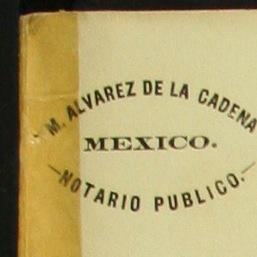 M. ALVAREZ DE LA CADENA
MEXICO.
NOTARIO PUBLICO.